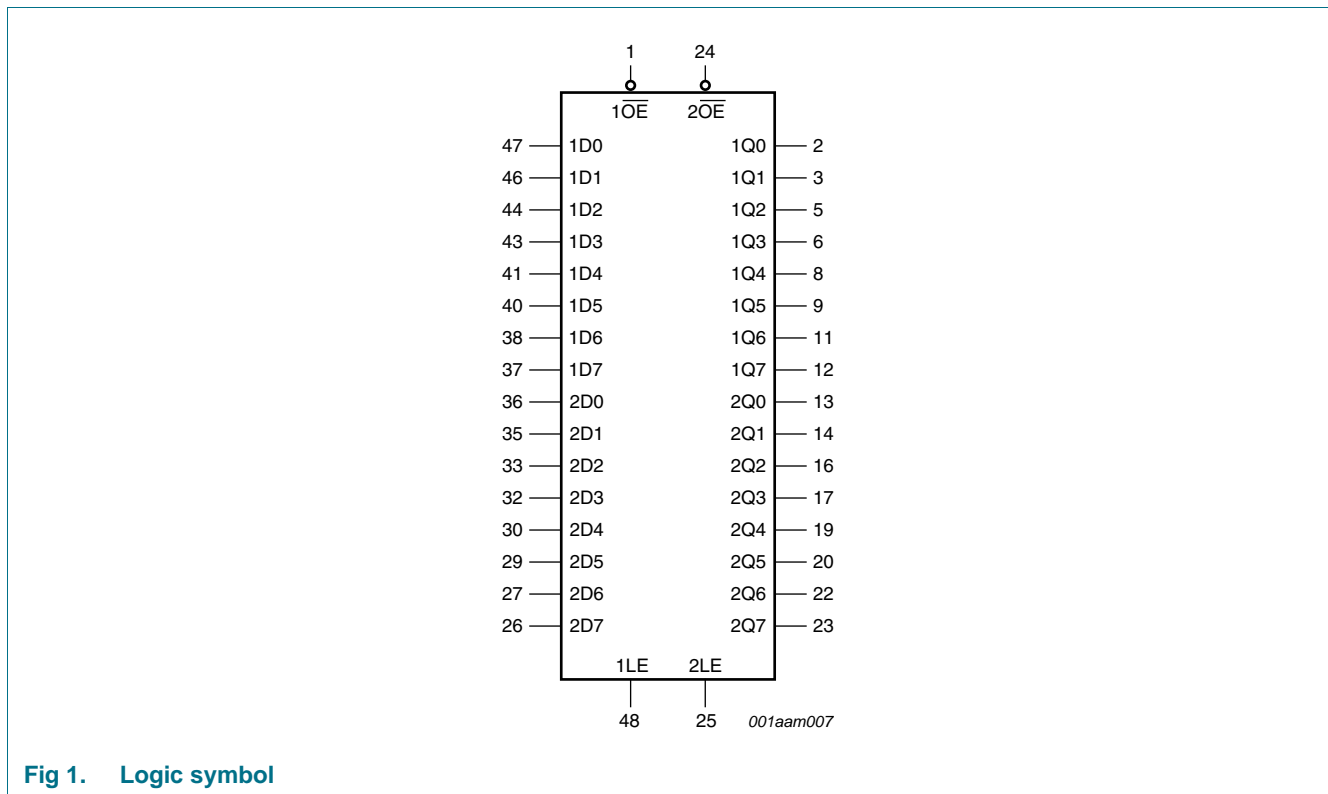 1 24
1O̅E̅ 2O̅E̅
47 1D0 1Q0 2
46 1D1 1Q1 3
44 1D2 1Q2 5
43 1D3 1Q3 6
41 1D4 1Q4 8
40 1D5 1Q5 9
38 1D6 1Q6 11
37 1D7 1Q7 12
36 2D0 2Q0 13
35 2D1 2Q1 14
33 2D2 2Q2 16
32 2D3 2Q3 17
30 2D4 2Q4 19
29 2D5 2Q5 20
27 2D6 2Q6 22
26 2D7 2Q7 23
1LE 2LE
48 25 001aam007
Fig 1. Logic symbol